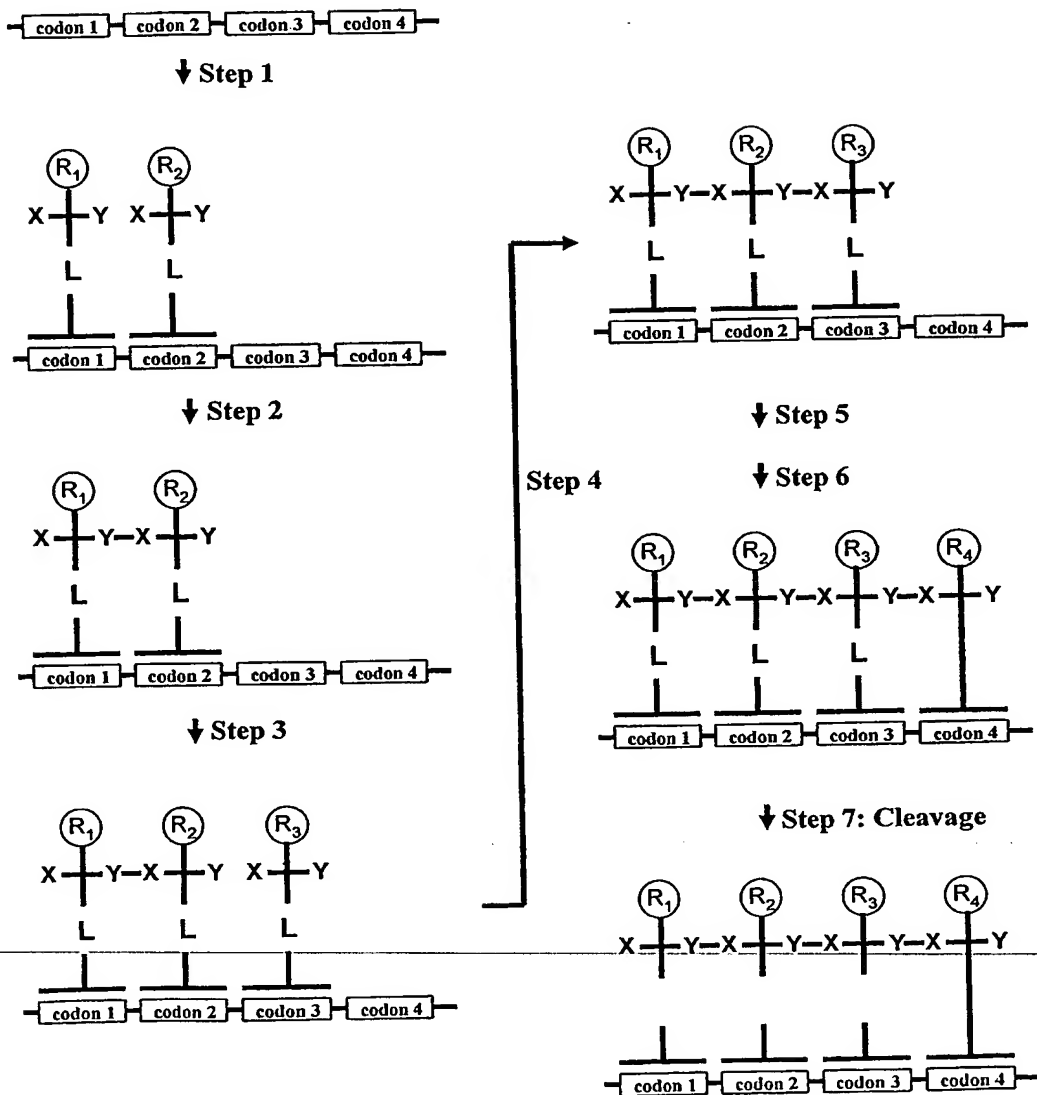 codon 1 codon 2 codon 3 codon 4
Step 1
R1 R2
X Y X Y
L L
codon 1 codon 2 codon 3 codon 4
Step 2
R1 R2
X Y-X Y
L L
codon 1 codon 2 codon 3 codon 4
Step 3
R1 R2 R3
X Y-X Y X Y
L L L
codon 1 codon 2 codon 3 codon 4
Step 4
R1 R2 R3
X Y-X Y-X Y
L L L
codon 1 codon 2 codon 3 codon 4
Step 5
Step 6
R1 R2 R3 R4
X Y-X Y-X Y-X Y
L L L
codon 1 codon 2 codon 3 codon 4
Step 7: Cleavage
R1 R2 R3 R4
X Y-X Y-X Y-X Y
codon 1 codon 2 codon 3 codon 4